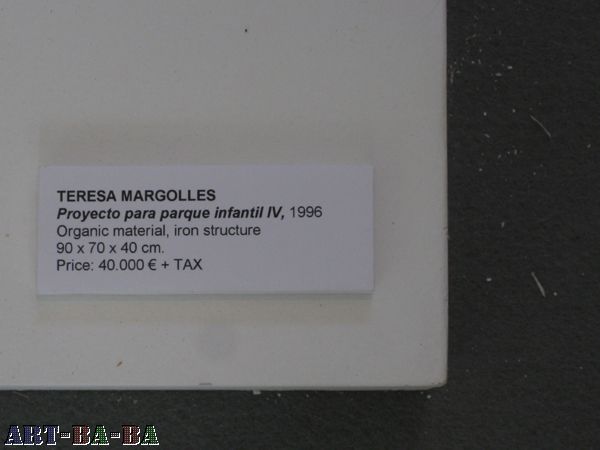 TERESA MARGOLLES
Proyecto para parque infantil IV, 1996
Organic material, iron structure
90 x 70 x 40 cm.
Price: 40.000 € + TAX
ART-BA-BA